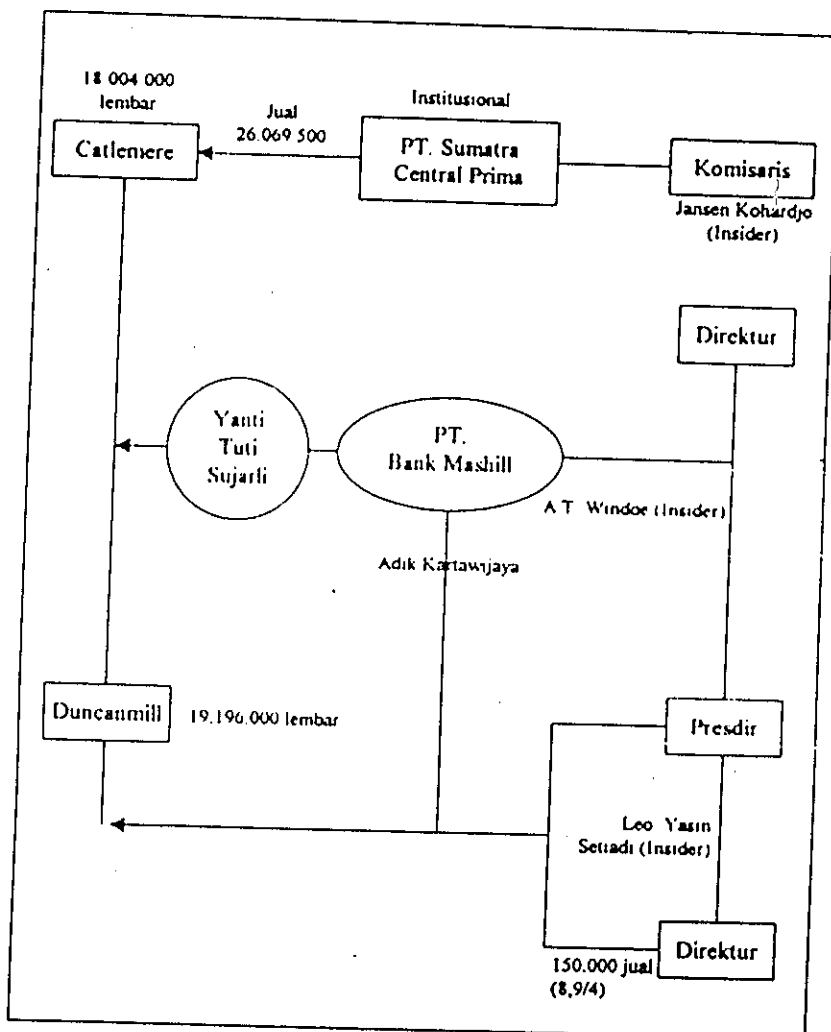 18 004 000
lembar
Catlemere
Jual
26.069 500
Institusional
PT. Sumatra
Central Prima
Komisaris
Jansen Kohardjo
(Insider)
Direktur
Yanti
Tuti
Sujarli
PT.
Bank Mashill
A T Windoe (Insider)
Adik Kartawijaya
Duncanmill
19.196.000 lembar
Presdir
Leo Yasin
Setiadi (Insider)
Direktur
150.000 jual
(8,9/4)